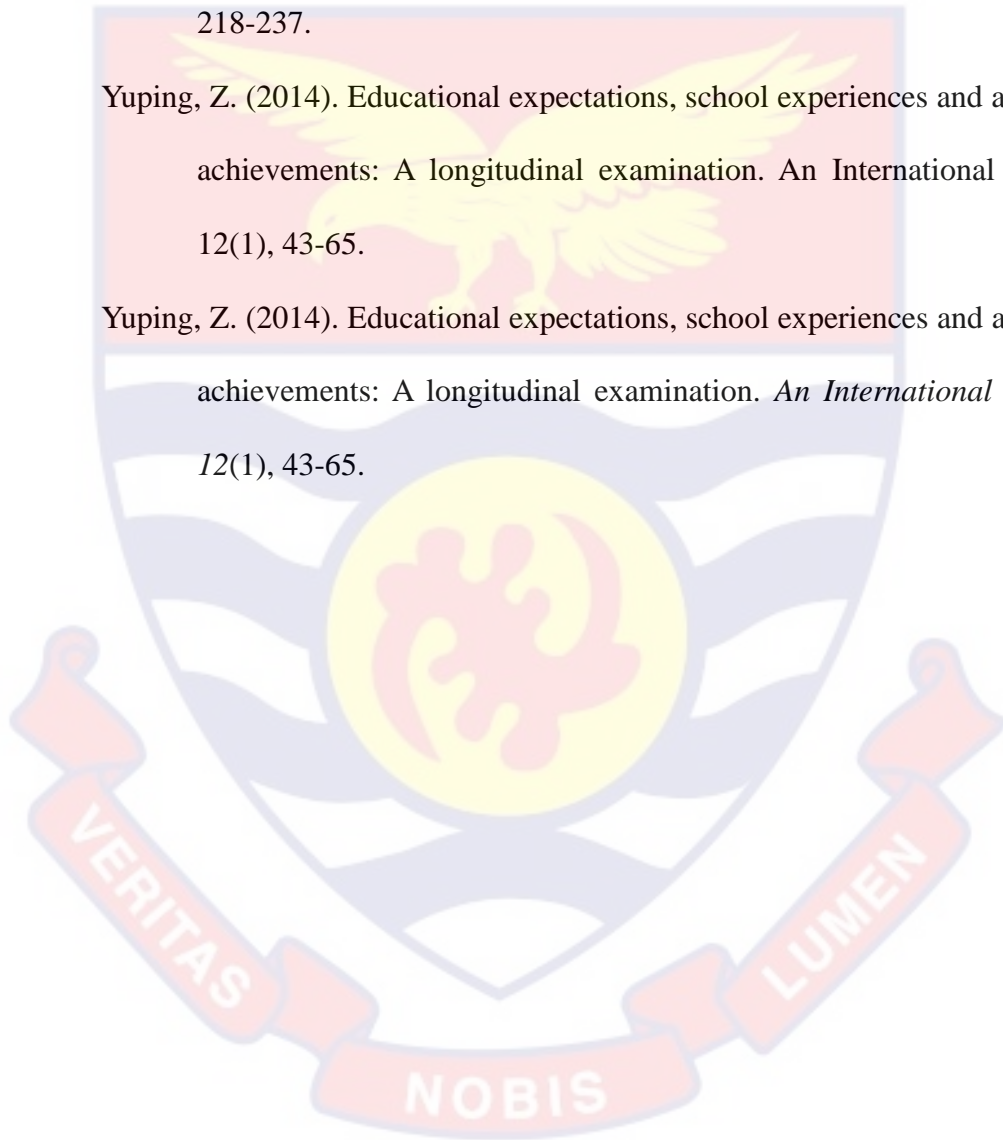 218-237.
Yuping, Z. (2014). Educational expectations, school experiences and a
achievements: A longitudinal examination. An International
12(1), 43-65.
Yuping, Z. (2014). Educational expectations, school experiences and a
achievements: A longitudinal examination. An International
12(1), 43-65.
VERITAS
NOBIS
LUMEN